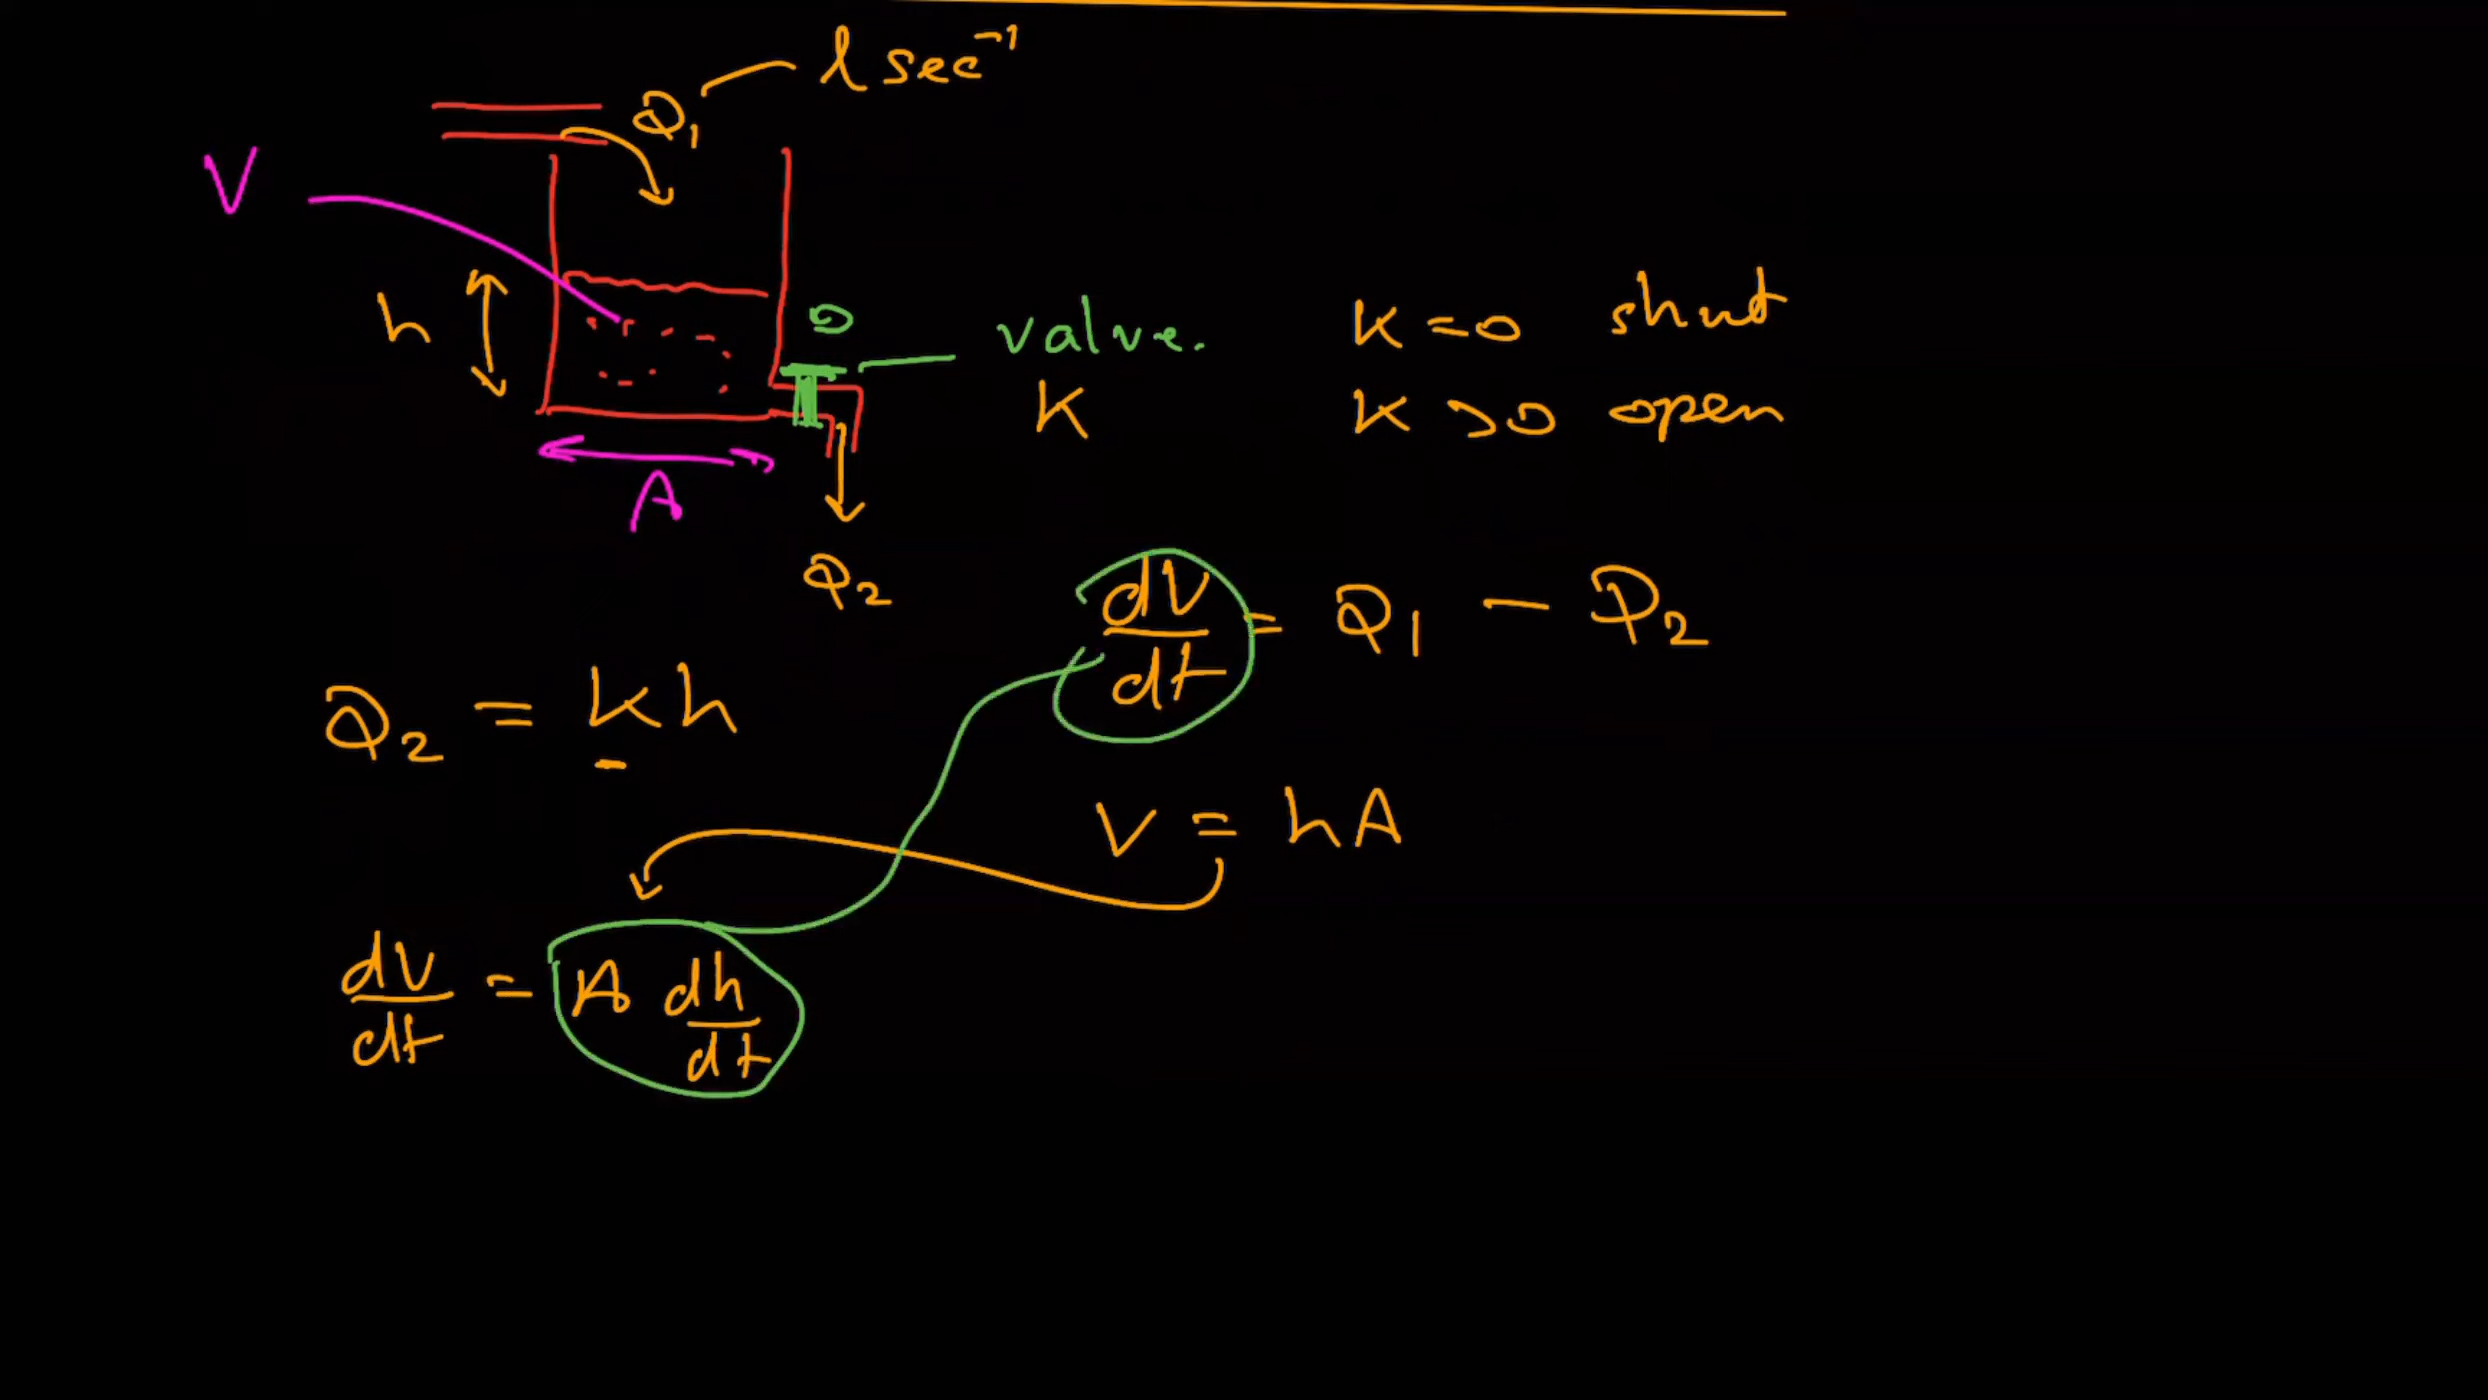 l sec⁻¹
Q₁
V
h
valve.
K = 0 shut
K
K > 0 open
A
Q₂
dV/dt = Q₁ - Q₂
Q₂ = kh
V = hA
dV/dt = A dh/dt